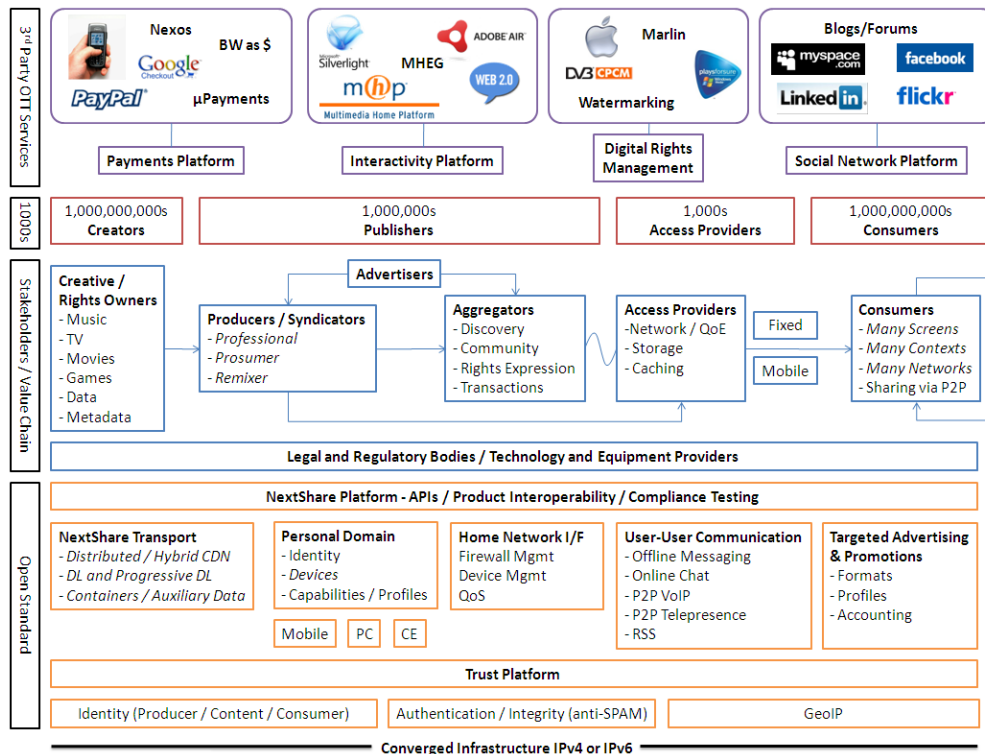 3rd Party OTT Services
Nexos
BW as $
Google
Checkout
PayPal®
µPayments
Payments Platform
Microsoft
Silverlight
ADOBE® AIR™
MHEG
mhp
Multimedia Home Platform
WEB 2.0
Interactivity Platform
Marlin
DVB CPCM
playsforsure
Watermarking
Digital Rights
Management
Blogs/Forums
myspace
.com
facebook
LinkedIn
flickr
Social Network Platform
1000s
1,000,000,000s
Creators
1,000,000s
Publishers
1,000s
Access Providers
1,000,000,000s
Consumers
Stakeholders / Value Chain
Advertisers
Creative /
Rights Owners
- Music
- TV
- Movies
- Games
- Data
- Metadata
Producers / Syndicators
- Professional
- Prosumer
- Remixer
Aggregators
- Discovery
- Community
- Rights Expression
- Transactions
Access Providers
-Network / QoE
- Storage
- Caching
Fixed
Mobile
Consumers
- Many Screens
- Many Contexts
- Many Networks
- Sharing via P2P
Legal and Regulatory Bodies / Technology and Equipment Providers
Open Standard
NextShare Platform - APIs / Product Interoperability / Compliance Testing
NextShare Transport
- Distributed / Hybrid CDN
- DL and Progressive DL
- Containers / Auxiliary Data
Personal Domain
- Identity
- Devices
- Capabilities / Profiles
Mobile
PC
CE
Home Network I/F
Firewall Mgmt
Device Mgmt
QoS
User-User Communication
- Offline Messaging
- Online Chat
- P2P VoIP
- P2P Telepresence
- RSS
Targeted Advertising
& Promotions
- Formats
- Profiles
- Accounting
Trust Platform
Identity (Producer / Content / Consumer)
Authentication / Integrity (anti-SPAM)
GeoIP
Converged Infrastructure IPv4 or IPv6